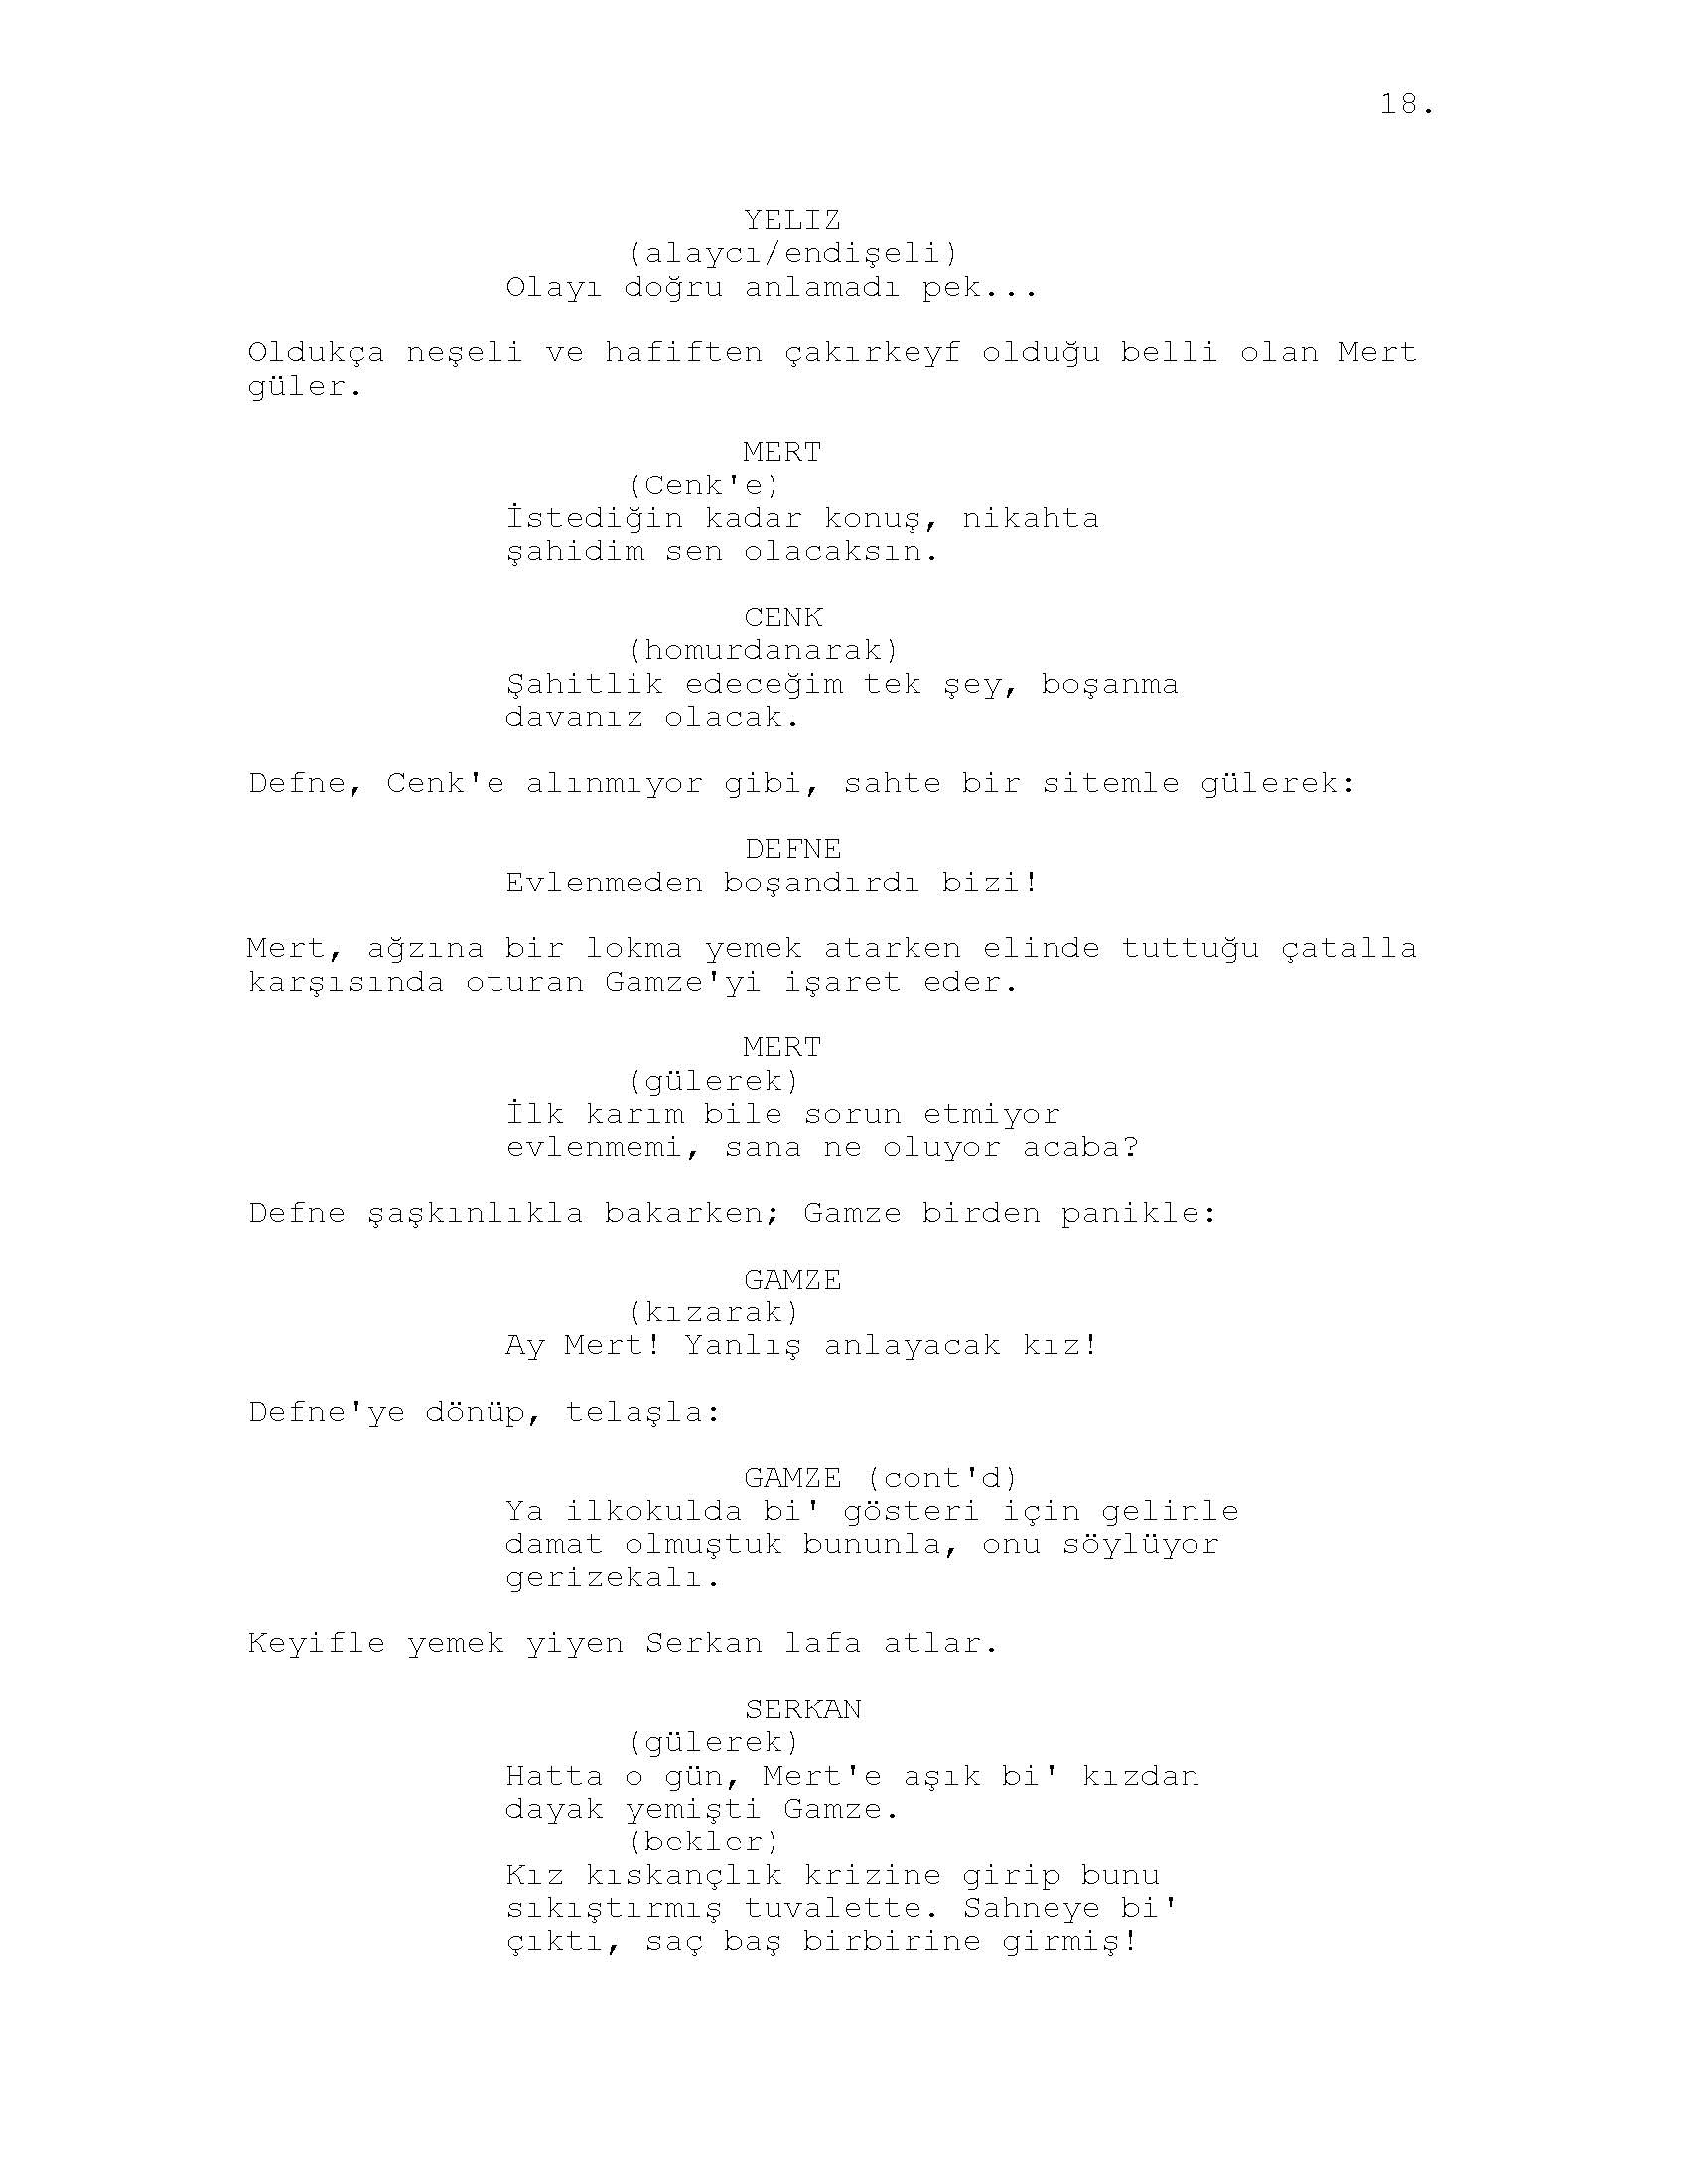 18.
YELIZ
(alaycı/endişeli)
Olayı doğru anlamadı pek...
Oldukça neşeli ve hafiften çakırkeyf olduğu belli olan Mert
güler.
MERT
(Cenk'e)
İstediğin kadar konuş, nikahta
şahidim sen olacaksın.
CENK
(homurdanarak)
Şahitlik edeceğim tek şey, boşanma
davanız olacak.
Defne, Cenk'e alınmıyor gibi, sahte bir sitemle gülerek:
DEFNE
Evlenmeden boşandırdı bizi!
Mert, ağzına bir lokma yemek atarken elinde tuttuğu çatalla
karşısında oturan Gamze'yi işaret eder.
MERT
(gülerek)
İlk karım bile sorun etmiyor
evlenmemi, sana ne oluyor acaba?
Defne şaşkınlıkla bakarken; Gamze birden panikle:
GAMZE
(kızarak)
Ay Mert! Yanlış anlayacak kız!
Defne'ye dönüp, telaşla:
GAMZE (cont'd)
Ya ilkokulda bi' gösteri için gelinle
damat olmuştuk bununla, onu söylüyor
gerizekalı.
Keyifle yemek yiyen Serkan lafa atlar.
SERKAN
(gülerek)
Hatta o gün, Mert'e aşık bi' kızdan
dayak yemişti Gamze.
(bekler)
Kız kıskançlık krizine girip bunu
sıkıştırmış tuvalette. Sahneye bi'
çıktı, saç baş birbirine girmiş!